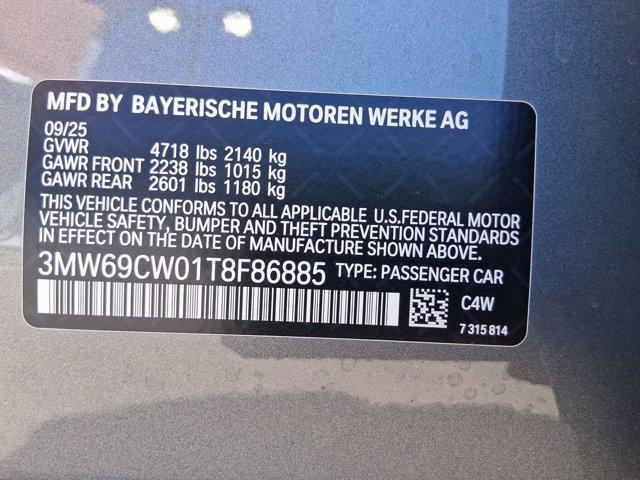 MFD BY BAYERISCHE MOTOREN WERKE AG
09/25
GVWR 4718 lbs 2140 kg
GAWR FRONT 2238 lbs 1015 kg
GAWR REAR 2601 lbs 1180 kg
THIS VEHICLE CONFORMS TO ALL APPLICABLE U.S.FEDERAL MOTOR
VEHICLE SAFETY, BUMPER AND THEFT PREVENTION STANDARDS
IN EFFECT ON THE DATE OF MANUFACTURE SHOWN ABOVE.
3MW69CW01T8F86885 TYPE: PASSENGER CAR
C4W
7 315 814